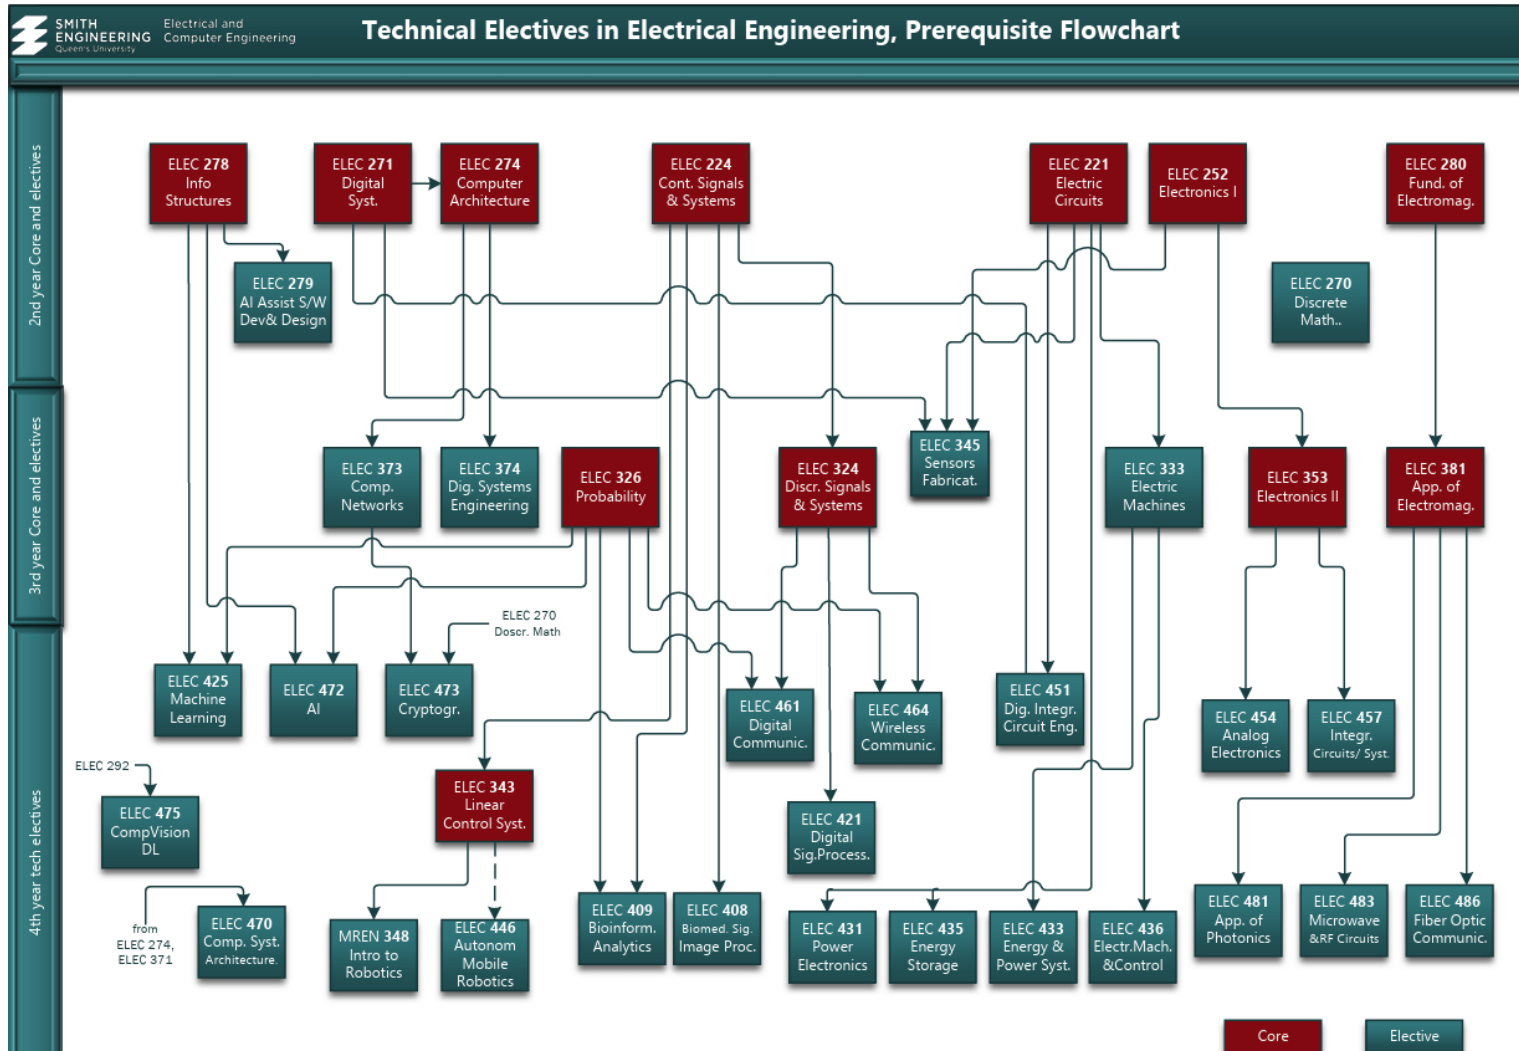 SMITH
ENGINEERING
Queen's University
Electrical and
Computer Engineering
Technical Electives in Electrical Engineering, Prerequisite Flowchart
2nd year Core and electives
ELEC 278
Info
Structures
ELEC 271
Digital
Syst.
ELEC 274
Computer
Architecture
ELEC 224
Cont. Signals
& Systems
ELEC 221
Electric
Circuits
ELEC 252
Electronics I
ELEC 280
Fund. of
Electromag.
ELEC 279
AI Assist S/W
Dev& Design
ELEC 270
Discrete
Math..
3rd year Core and electives
ELEC 373
Comp.
Networks
ELEC 374
Dig. Systems
Engineering
ELEC 326
Probability
ELEC 324
Discr. Signals
& Systems
ELEC 345
Sensors
Fabricat.
ELEC 333
Electric
Machines
ELEC 353
Electronics II
ELEC 381
App. of
Electromag.
ELEC 270
Doscr. Math
4th year tech electives
ELEC 425
Machine
Learning
ELEC 472
AI
ELEC 473
Cryptogr.
ELEC 461
Digital
Communic.
ELEC 464
Wireless
Communic.
ELEC 451
Dig. Integr.
Circuit Eng.
ELEC 454
Analog
Electronics
ELEC 457
Integr.
Circuits/ Syst.
ELEC 292
ELEC 475
CompVision
DL
ELEC 343
Linear
Control Syst.
ELEC 421
Digital
Sig.Process.
from
ELEC 274,
ELEC 371
ELEC 470
Comp. Syst.
Architecture.
MREN 348
Intro to
Robotics
ELEC 446
Autonom
Mobile
Robotics
ELEC 409
Bioinform.
Analytics
ELEC 408
Biomed. Sig.
Image Proc.
ELEC 431
Power
Electronics
ELEC 435
Energy
Storage
ELEC 433
Energy &
Power Syst.
ELEC 436
Electr.Mach.
&Control
ELEC 481
App. of
Photonics
ELEC 483
Microwave
&RF Circuits
ELEC 486
Fiber Optic
Communic.
Core
Elective